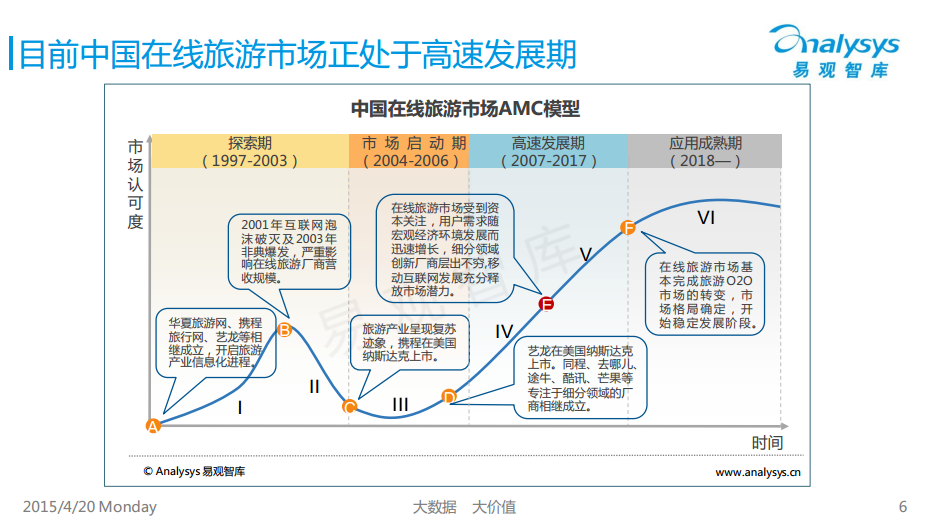 目前中国在线旅游市场正处于高速发展期
Analysys
易观智库
中国在线旅游市场AMC模型
市场认可度
探索期
（1997-2003）
市场启动期
（2004-2006）
高速发展期
（2007-2017）
应用成熟期
（2018—）
2001年互联网泡
沫破灭及2003年
非典爆发，严重影
响在线旅游厂商营
收规模。
在线旅游市场受到资
本关注，用户需求随
宏观经济环境发展而
迅速增长，细分领域
创新厂商层出不穷,移
动互联网发展充分释
放市场潜力。
在线旅游市场基
本完成旅游O2O
市场的转变，市
场格局确定，开
始稳定发展阶段。
华夏旅游网、携程
旅行网、艺龙等相
继成立，开启旅游
产业信息化进程。
旅游产业呈现复苏
迹象，携程在美国
纳斯达克上市。
艺龙在美国纳斯达克
上市。同程、去哪儿、
途牛、酷讯、芒果等
专注于细分领域的厂
商相继成立。
A
B
C
D
E
F
I
II
III
IV
V
VI
易观智库
时间
© Analysys 易观智库
www.analysys.cn
2015/4/20 Monday
大数据 大价值
6